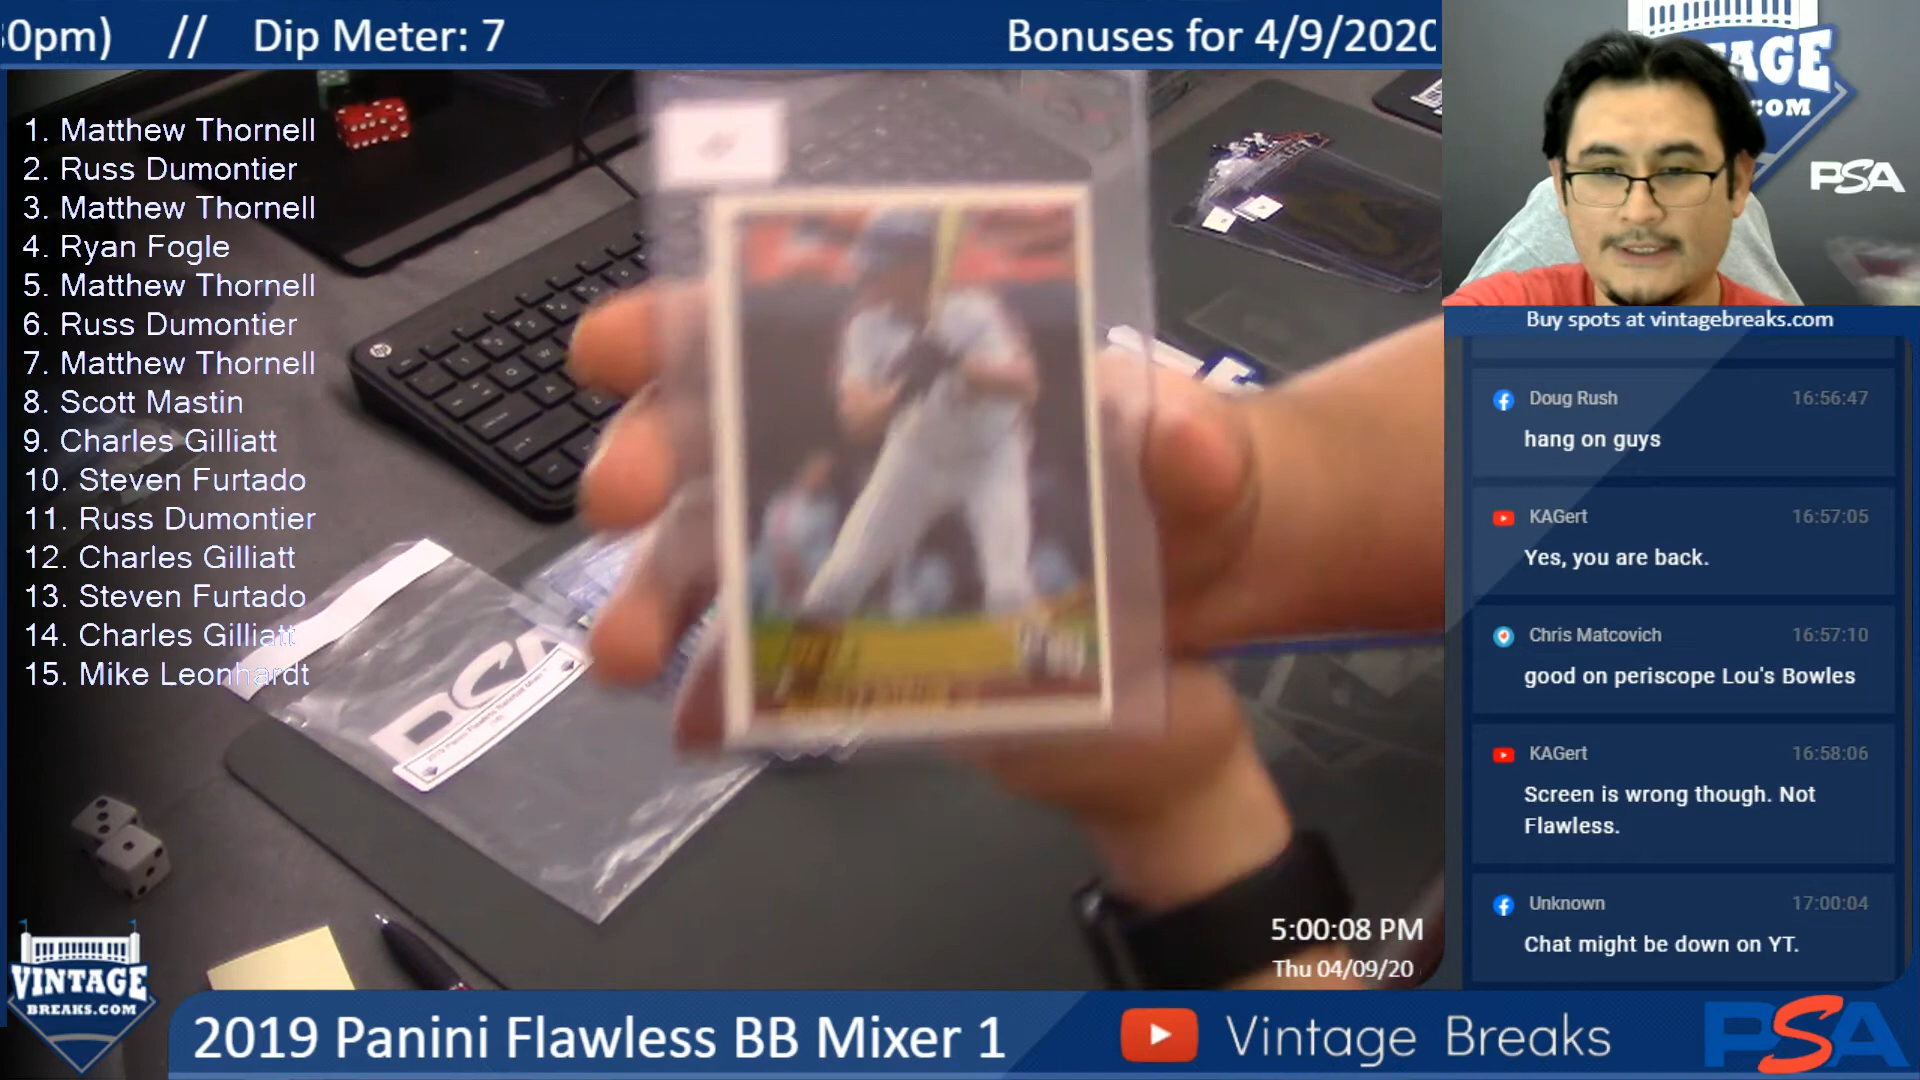 0pm) // Dip Meter: 7 Bonuses for 4/9/2020
1. Matthew Thornell
2. Russ Dumontier
3. Matthew Thornell
4. Ryan Fogle
5. Matthew Thornell
6. Russ Dumontier
7. Matthew Thornell
8. Scott Mastin
9. Charles Gilliatt
10. Steven Furtado
11. Russ Dumontier
12. Charles Gilliatt
13. Steven Furtado
14. Charles Gilliatt
15. Mike Leonhardt
PSA
hp
PSA
Buy spots at vintagebreaks.com
Doug Rush 16:56:47
hang on guys
KAGert 16:57:05
Yes, you are back.
Chris Matcovich 16:57:10
good on periscope Lou's Bowles
KAGert 16:58:06
Screen is wrong though. Not
Flawless.
Unknown 17:00:04
Chat might be down on YT.
5:00:08 PM
Thu 04/09/20
VINTAGE
BREAKS.COM
2019 Panini Flawless BB Mixer 1
Vintage Breaks
PSA